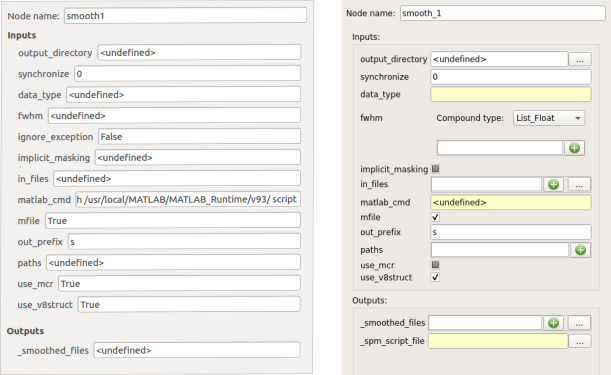 Node name: smooth1
Inputs
output_directory <undefined>
synchronize 0
data_type <undefined>
fwhm <undefined>
ignore_exception False
implicit_masking <undefined>
in_files <undefined>
matlab_cmd h /usr/local/MATLAB/MATLAB_Runtime/v93/ script
mfile True
out_prefix s
paths <undefined>
use_mcr True
use_v8struct True
Outputs
_smoothed_files <undefined>
Node name: smooth_1
Inputs:
output_directory <undefined> ...
synchronize 0
data_type
fwhm Compound type: List_Float
implicit_masking
in_files ...
matlab_cmd <undefined>
mfile
out_prefix s
paths
use_mcr
use_v8struct
Outputs:
_smoothed_files ...
_spm_script_file ...